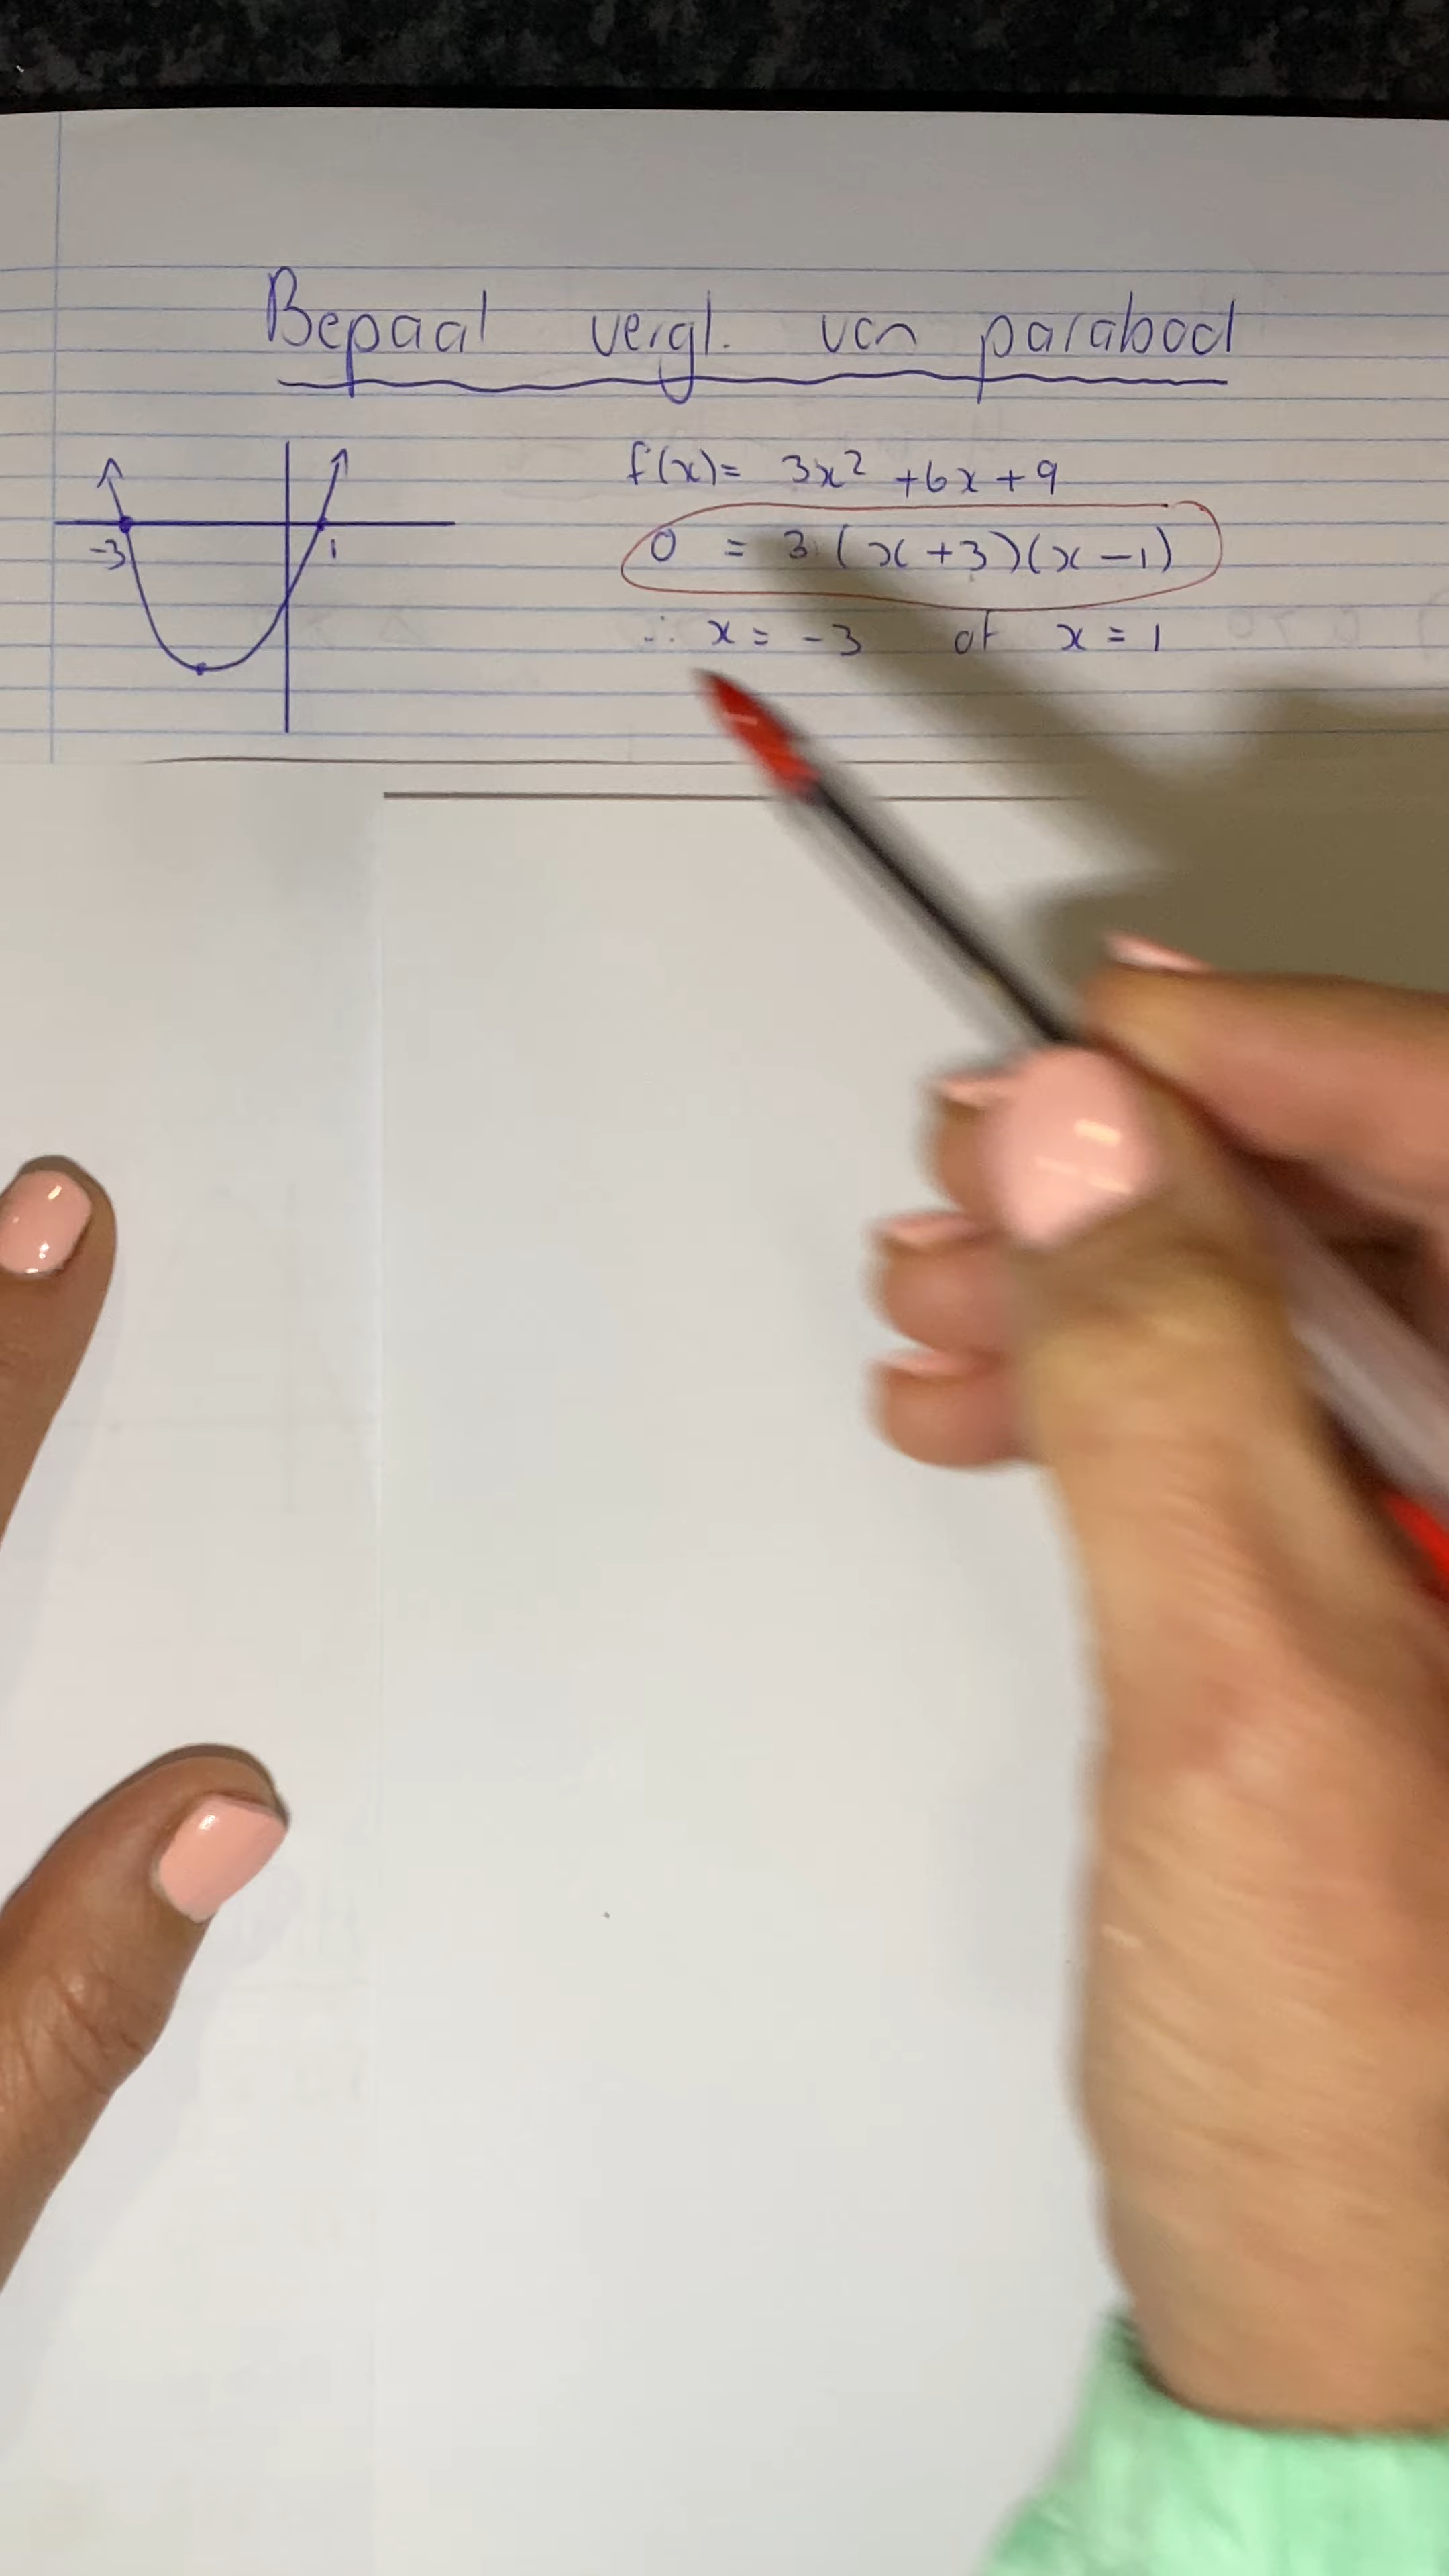 Bepaal vergl. van parabool
f(x) = 3x² + 6x + 9
0 = 3(x+3)(x-1)
∴ x = -3 of x = 1
-3 1